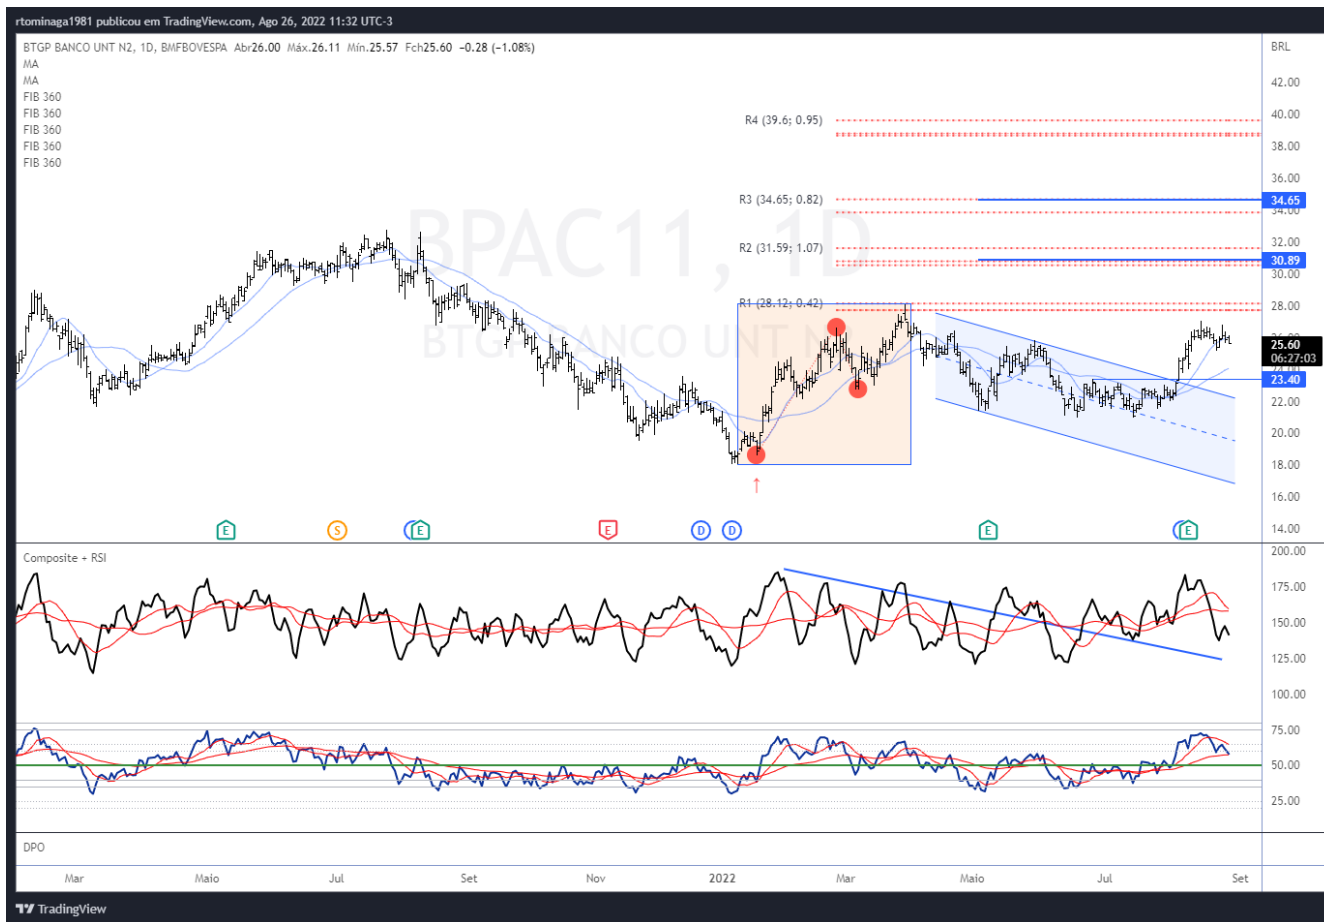 rtominaga1981 publicou em TradingView.com, Ago 26, 2022 11:32 UTC-3
BTGP BANCO UNT N2, 1D, BMFBOVESPA Abr26.00 Máx.26.11 Mín.25.57 Fch25.60 −0.28 (−1.08%)
BRL
MA
MA
FIB 360
FIB 360
FIB 360
FIB 360
FIB 360
42.00
40.00
38.00
36.00
34.65
34.00
32.00
30.89
30.00
28.00
26.00
25.60
06:27:03
24.00
23.40
22.00
20.00
18.00
16.00
14.00
R4 (39.6; 0.95)
R3 (34.65; 0.82)
R2 (31.59; 1.07)
R1 (28.12; 0.42)
BPAC11, 1D
BTGP BANCO UNT N2
E
S
E
E
D
D
E
E
Composite + RSI
200.00
175.00
150.00
125.00
100.00
75.00
50.00
25.00
DPO
Mar
Maio
Jul
Set
Nov
2022
Mar
Maio
Jul
Set
TradingView